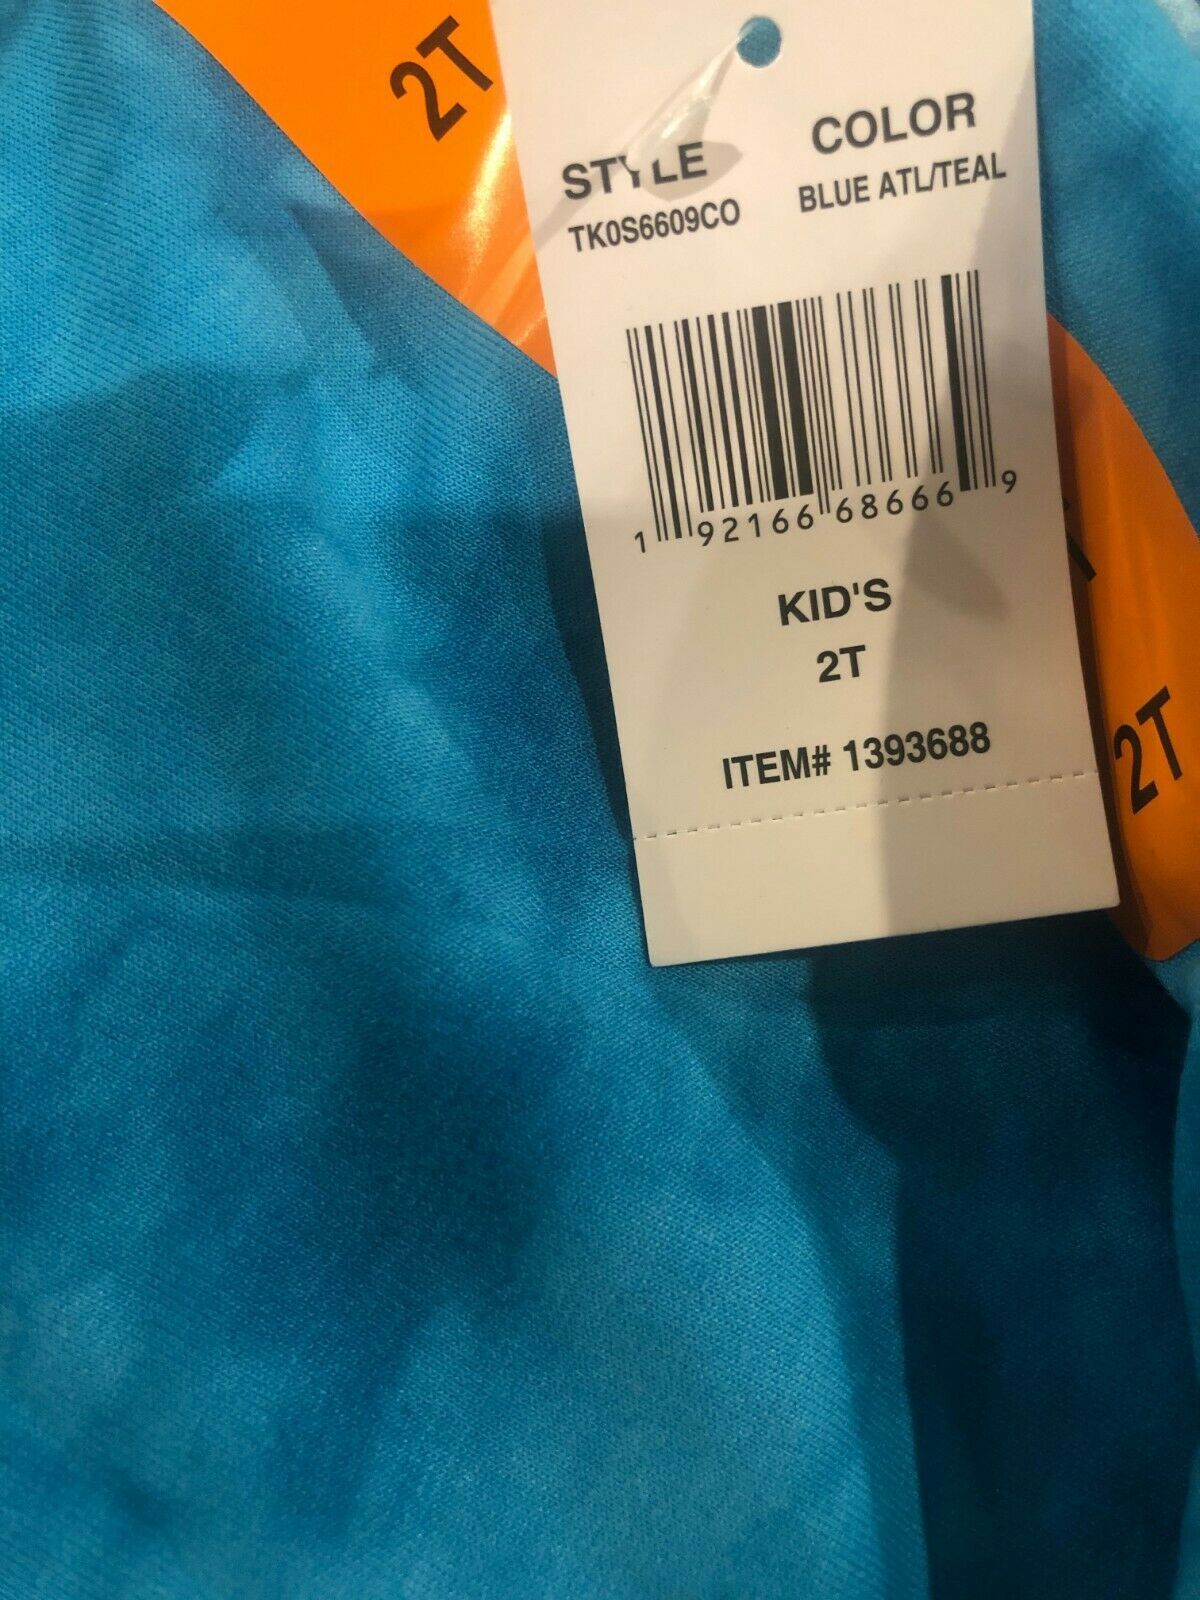 2T
STYLE
COLOR
TK0S6609CO
BLUE ATL/TEAL
1 92166 68666 9
KID'S
2T
ITEM# 1393688
2T